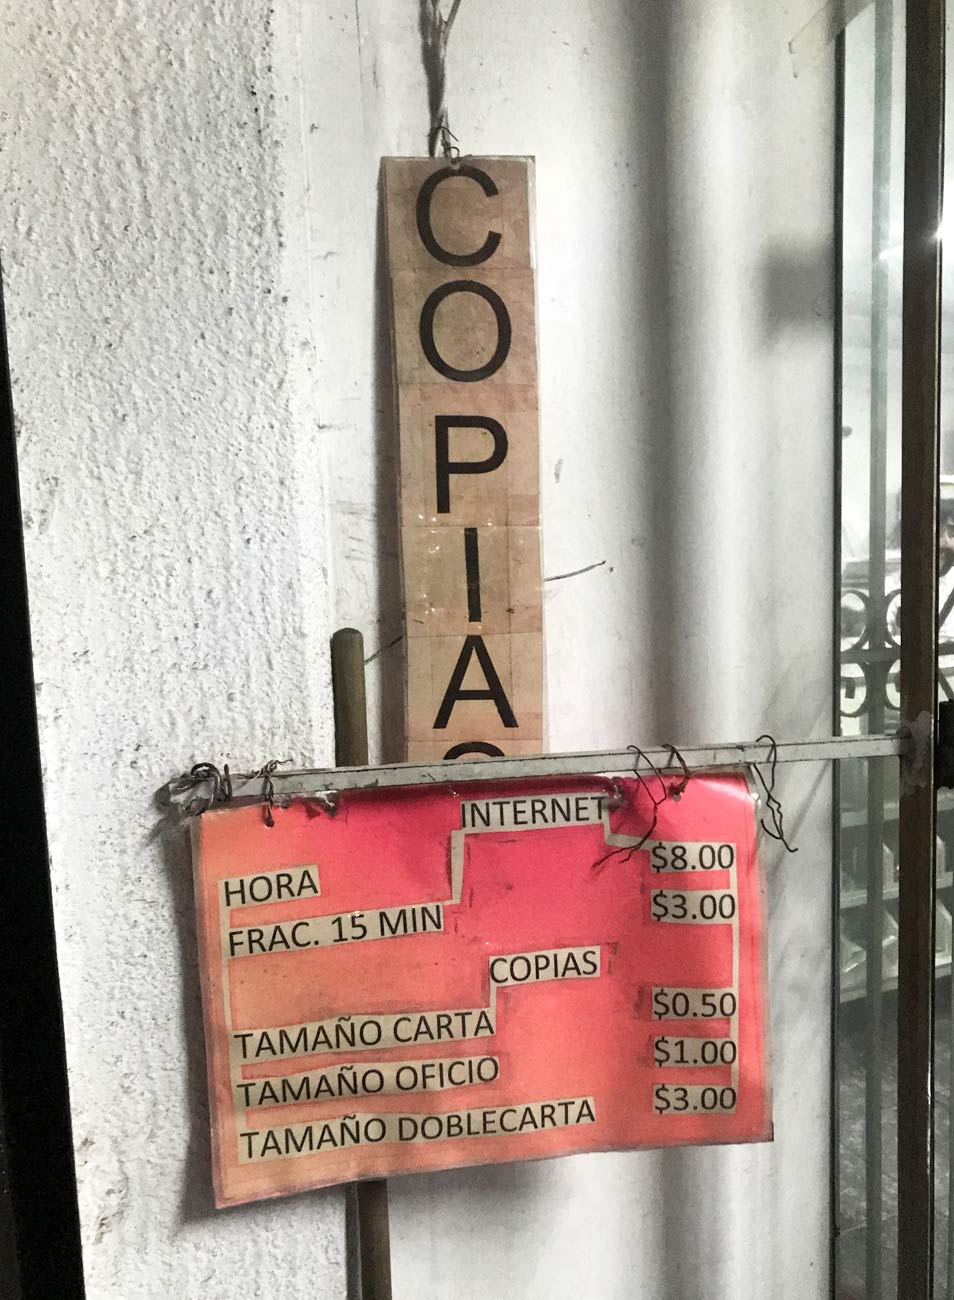 COPIAS
INTERNET
HORA $8.00
FRAC. 15 MIN $3.00
COPIAS
TAMAÑO CARTA $0.50
TAMAÑO OFICIO $1.00
TAMAÑO DOBLECARTA $3.00